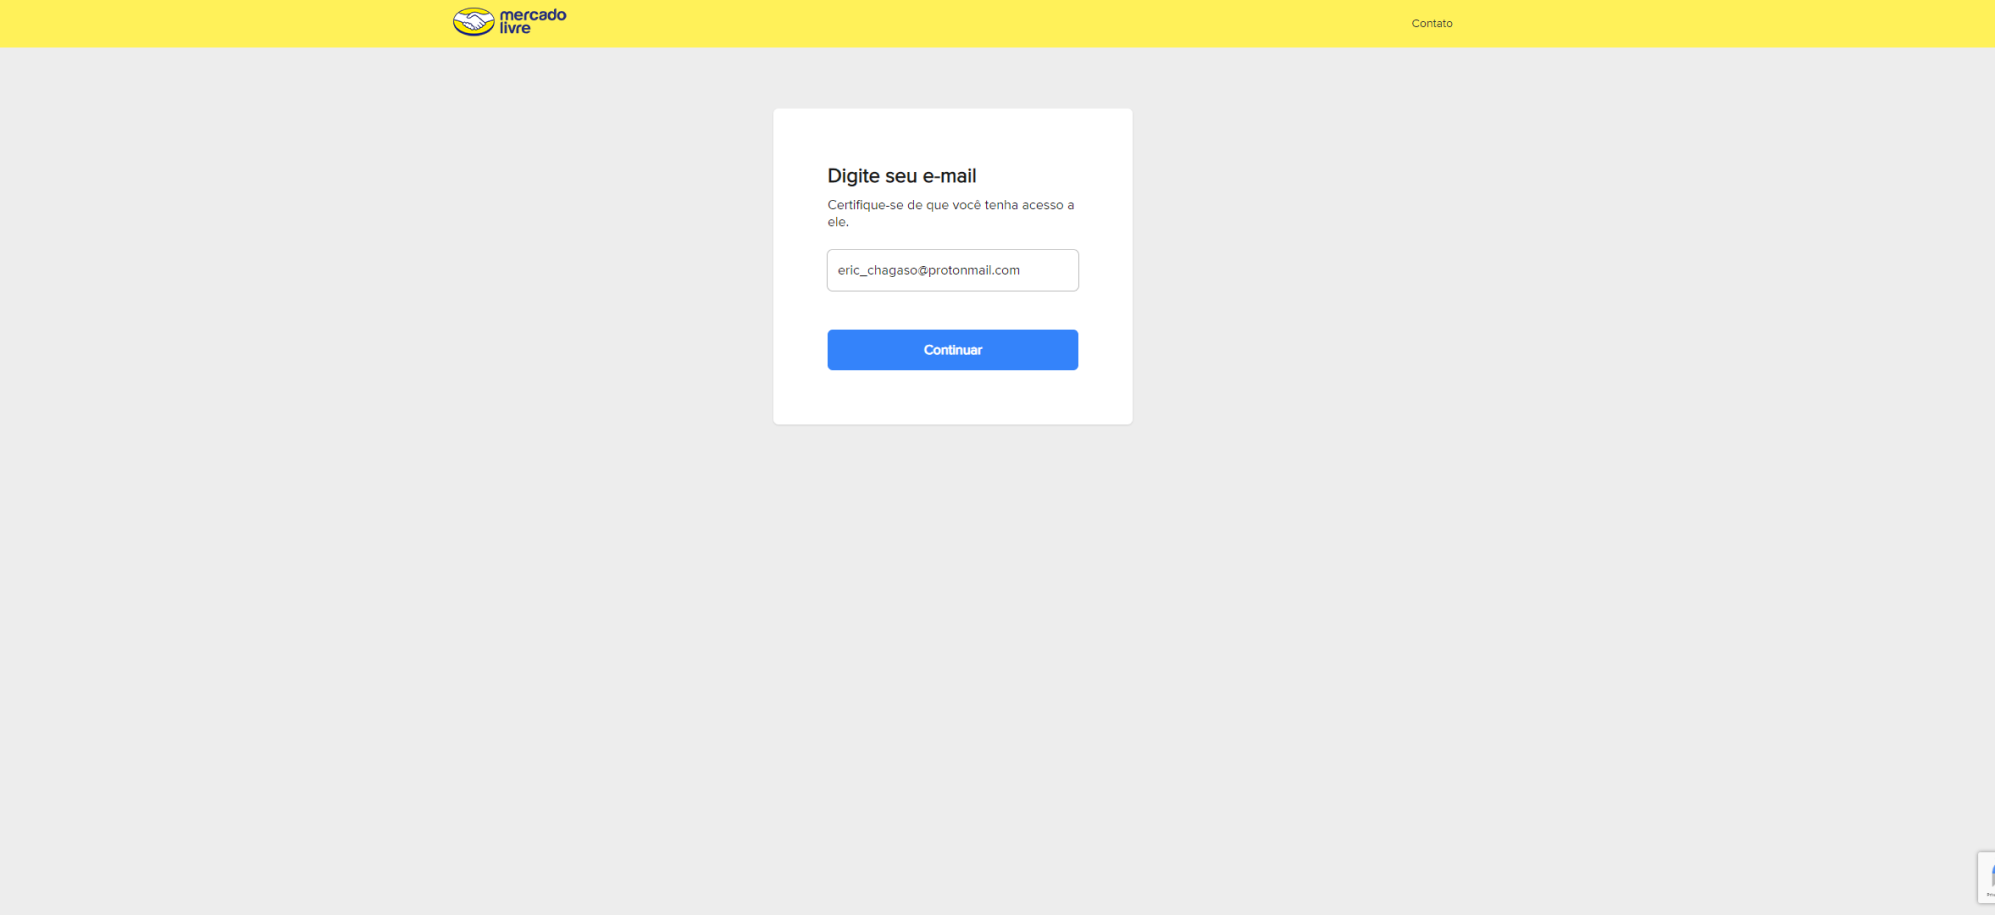 mercado
livre
Contato
Digite seu e-mail
Certifique-se de que você tenha acesso a
ele.
eric_chagaso@protonmail.com
Continuar